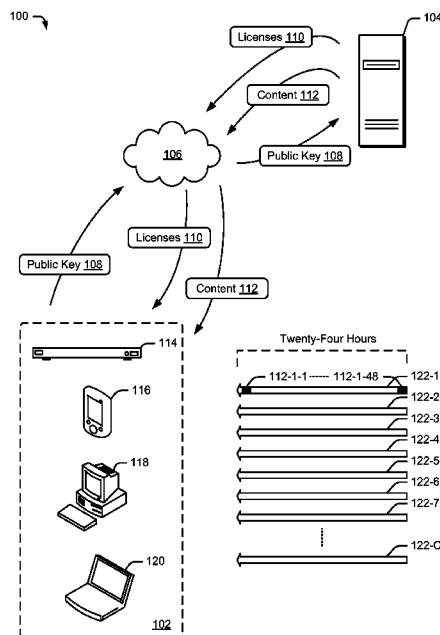 100
104
Licenses 110
Content 112
106
Public Key 108
Licenses 110
Public Key 108
Content 112
Twenty-Four Hours
114
112-1-1 ------ 112-1-48
122-1
122-2
116
122-3
122-4
118
122-5
122-6
122-7
120
122-C
102